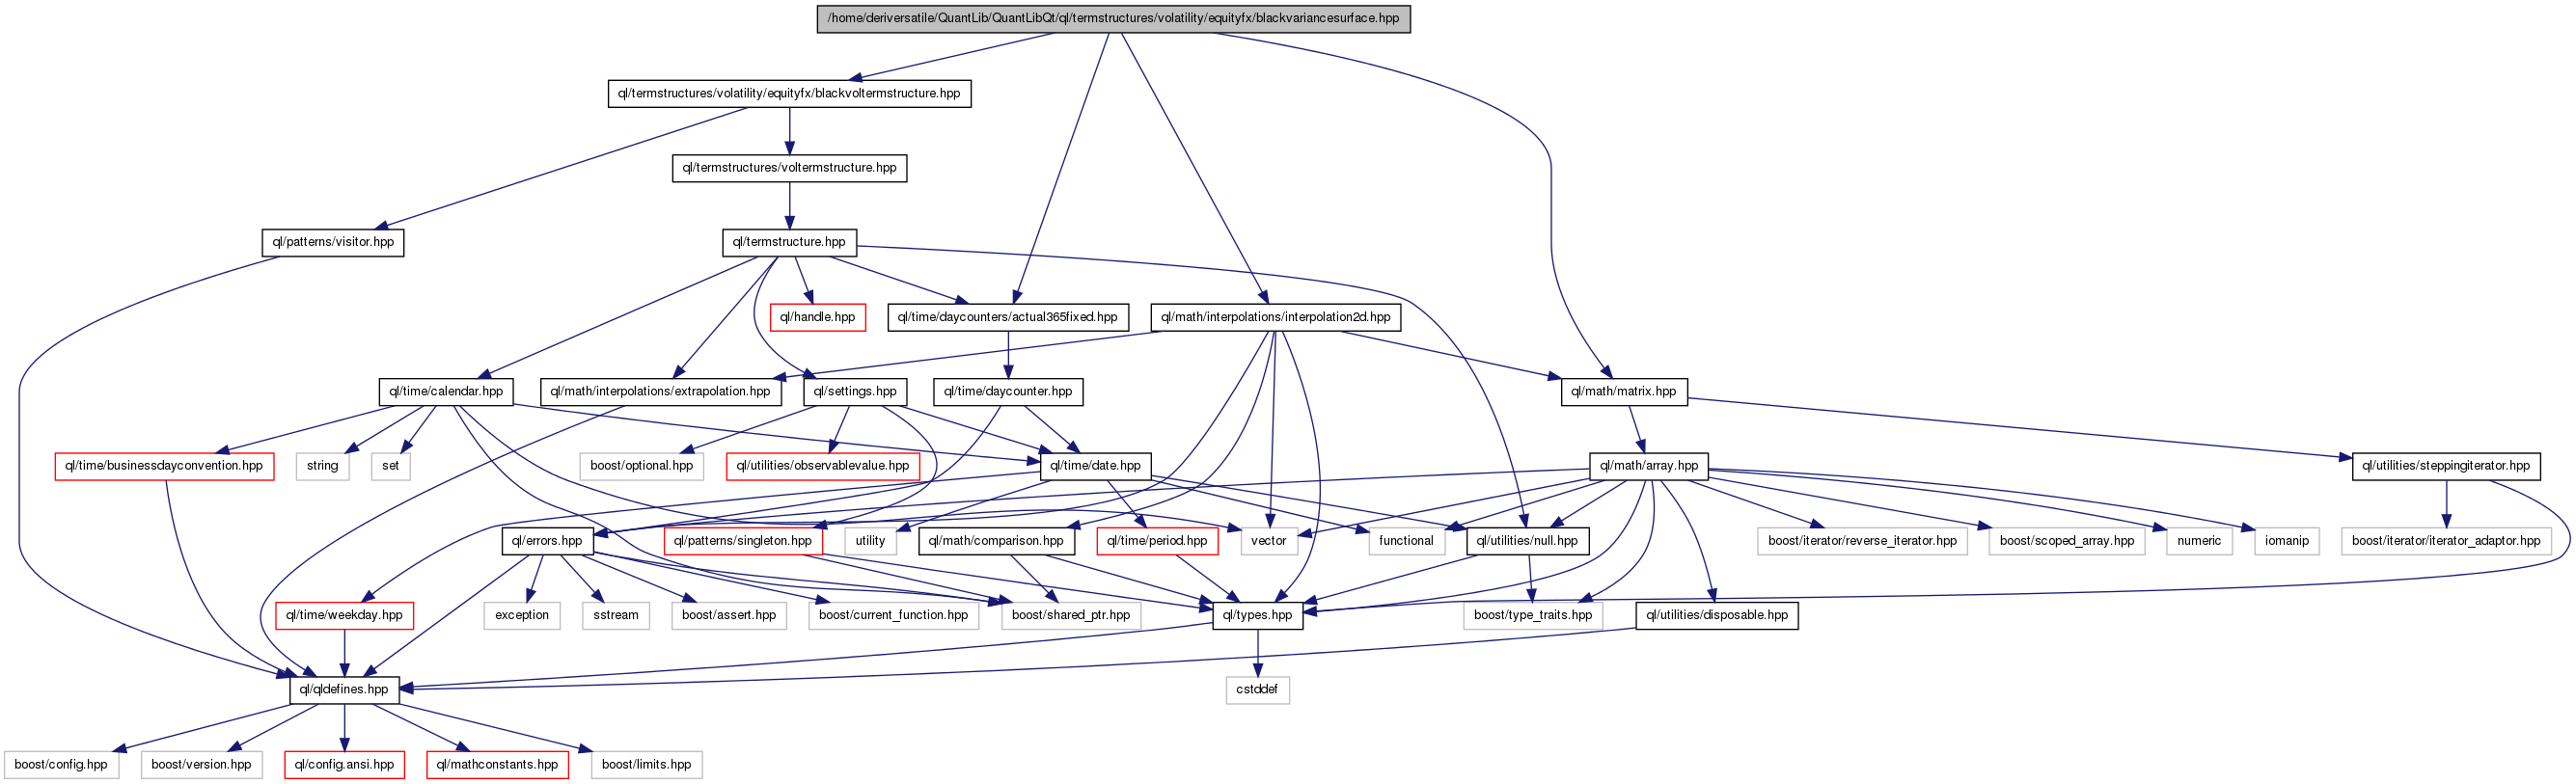 /home/deriversatile/QuantLib/QuantLibQt/ql/termstructures/volatility/equityfx/blackvariancesurface.hpp
ql/termstructures/volatility/equityfx/blackvoltermstructure.hpp
ql/termstructures/voltermstructure.hpp
ql/patterns/visitor.hpp
ql/termstructure.hpp
ql/handle.hpp
ql/time/daycounters/actual365fixed.hpp
ql/math/interpolations/interpolation2d.hpp
ql/time/calendar.hpp
ql/math/interpolations/extrapolation.hpp
ql/settings.hpp
ql/time/daycounter.hpp
ql/math/matrix.hpp
ql/time/businessdayconvention.hpp
string
set
boost/optional.hpp
ql/utilities/observablevalue.hpp
ql/time/date.hpp
ql/math/array.hpp
ql/utilities/steppingiterator.hpp
ql/errors.hpp
ql/patterns/singleton.hpp
utility
ql/math/comparison.hpp
ql/time/period.hpp
vector
functional
ql/utilities/null.hpp
boost/iterator/reverse_iterator.hpp
boost/scoped_array.hpp
numeric
iomanip
boost/iterator/iterator_adaptor.hpp
ql/time/weekday.hpp
exception
sstream
boost/assert.hpp
boost/current_function.hpp
boost/shared_ptr.hpp
ql/types.hpp
boost/type_traits.hpp
ql/utilities/disposable.hpp
ql/qldefines.hpp
cstddef
boost/config.hpp
boost/version.hpp
ql/config.ansi.hpp
ql/mathconstants.hpp
boost/limits.hpp